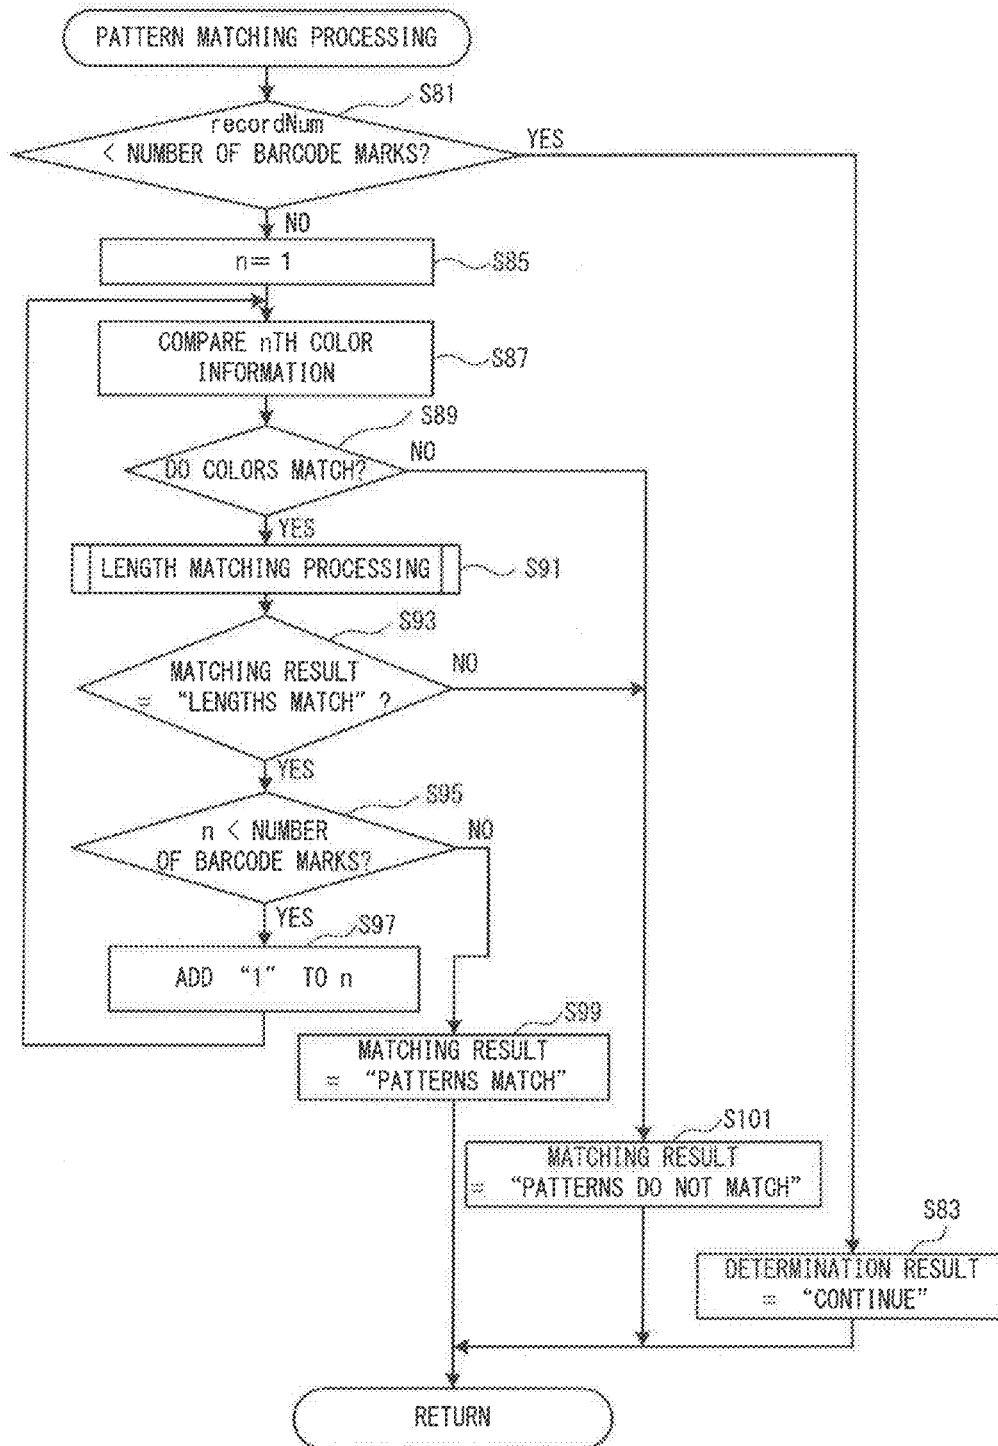 PATTERN MATCHING PROCESSING
S81
recordNum
< NUMBER OF BARCODE MARKS?
YES
NO
n= 1
S85
COMPARE nTH COLOR
INFORMATION
S87
S89
DO COLORS MATCH?
NO
YES
LENGTH MATCHING PROCESSING
S91
S93
MATCHING RESULT
= “LENGTHS MATCH” ?
NO
YES
S95
n < NUMBER
OF BARCODE MARKS?
NO
YES
S97
ADD “1” TO n
S99
MATCHING RESULT
= “PATTERNS MATCH”
S101
MATCHING RESULT
= “PATTERNS DO NOT MATCH”
S83
DETERMINATION RESULT
= “CONTINUE”
RETURN